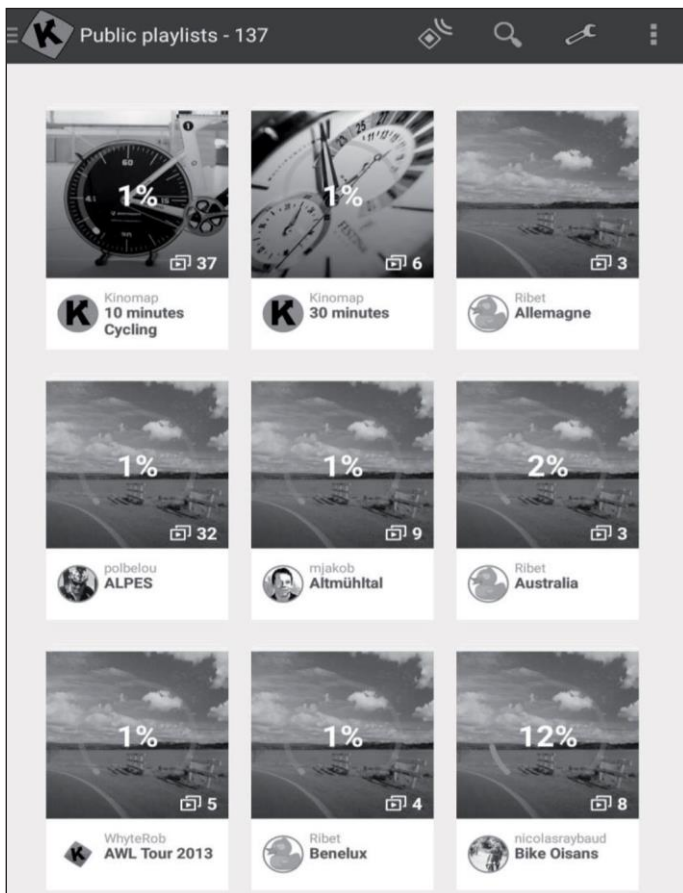 Public playlists - 137
1%
37
Kinomap
10 minutes
Cycling
1%
6
Kinomap
30 minutes
3
Ribet
Allemagne
1%
32
polbelou
ALPES
1%
9
mjakob
Altmühltal
2%
3
Ribet
Australia
1%
5
WhyteRob
AWL Tour 2013
1%
4
Ribet
Benelux
12%
8
nicolasraybaud
Bike Oisans